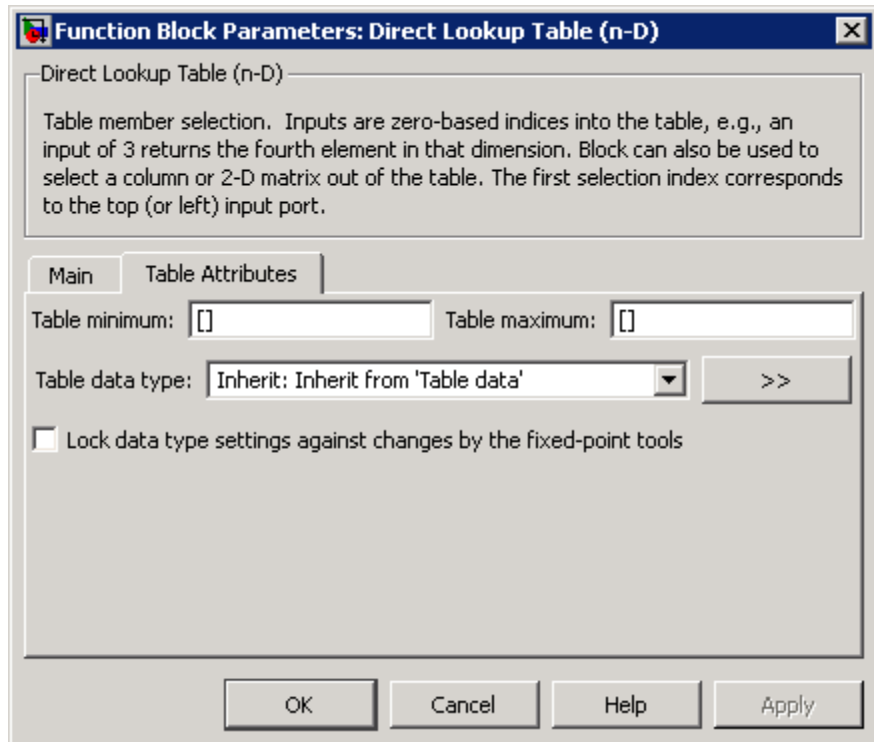 Function Block Parameters: Direct Lookup Table (n-D)
Direct Lookup Table (n-D)
Table member selection.  Inputs are zero-based indices into the table, e.g., an
input of 3 returns the fourth element in that dimension. Block can also be used to
select a column or 2-D matrix out of the table. The first selection index corresponds
to the top (or left) input port.
Main Table Attributes
Table minimum: [] Table maximum: []
Table data type: Inherit: Inherit from 'Table data' >>
Lock data type settings against changes by the fixed-point tools
OK Cancel Help Apply